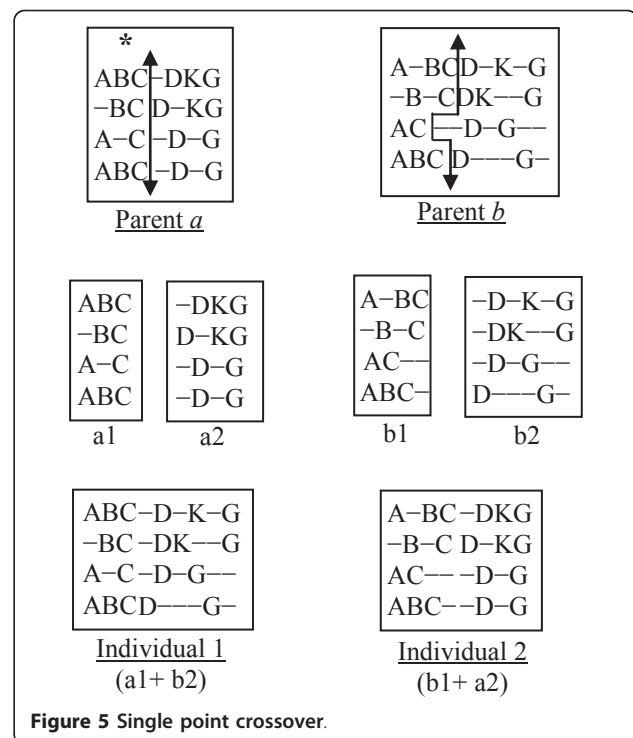 *
ABC–DKG
–BC D–KG
A–C –D–G
ABC–D–G
Parent a
A–BCD–K–G
–B–CDK––G
AC––D–G––
ABC D–––G–
Parent b
ABC
–BC
A–C
ABC
a1
–DKG
D–KG
–D–G
–D–G
a2
A–BC
–B–C
AC––
ABC–
b1
–D–K–G
–DK––G
–D–G––
D–––G–
b2
ABC–D–K–G
–BC –DK––G
A–C –D–G––
ABCD–––G–
Individual 1
(a1+ b2)
A–BC –DKG
–B–C D–KG
AC–– –D–G
ABC– –D–G
Individual 2
(b1+ a2)
Figure 5 Single point crossover.